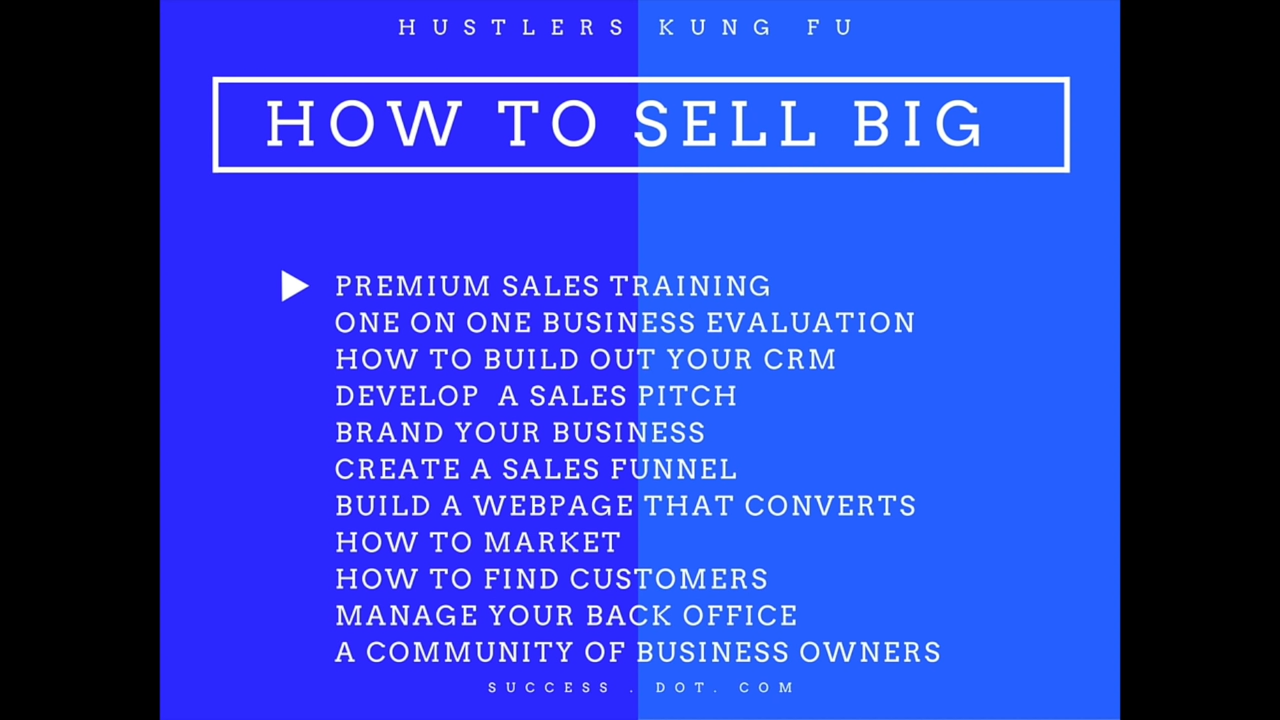 HUSTLERS KUNG FU
HOW TO SELL BIG
PREMIUM SALES TRAINING
ONE ON ONE BUSINESS EVALUATION
HOW TO BUILD OUT YOUR CRM
DEVELOP  A SALES PITCH
BRAND YOUR BUSINESS
CREATE A SALES FUNNEL
BUILD A WEBPAGE THAT CONVERTS
HOW TO MARKET
HOW TO FIND CUSTOMERS
MANAGE YOUR BACK OFFICE
A COMMUNITY OF BUSINESS OWNERS
SUCCESS . DOT. COM